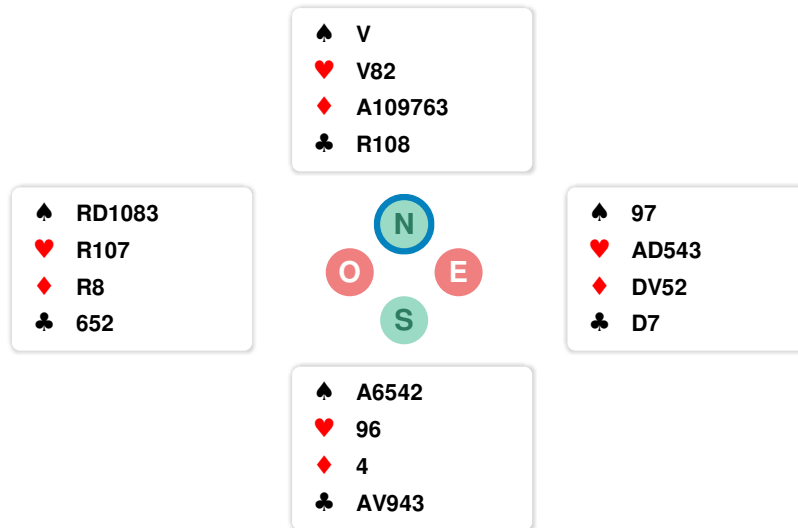 ♠ V
♥ V82
♦ A109763
♣ R108
♠ RD1083
♥ R107
♦ R8
♣ 652
N
O E
S
♠ 97
♥ AD543
♦ DV52
♣ D7
♠ A6542
♥ 96
♦ 4
♣ AV943